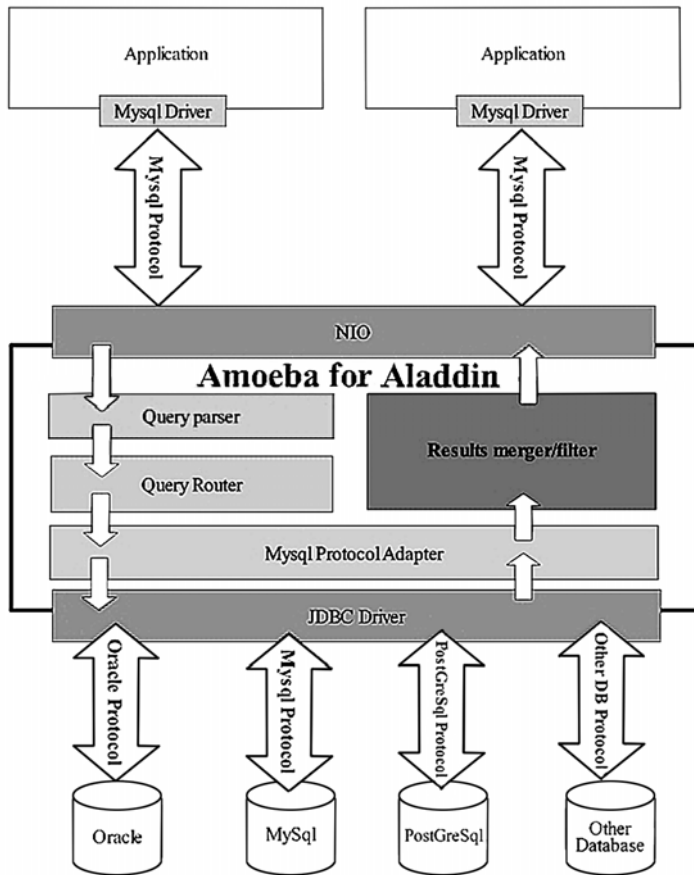 Application
Application
Mysql Driver
Mysql Driver
Mysql Protocol
Mysql Protocol
NIO
Amoeba for Aladdin
Query parser
Results merger/filter
Query Router
Mysql Protocol Adapter
JDBC Driver
Oracle Protocol
Mysql Protocol
PostGreSql Protocol
Other DB Protocol
Oracle
MySql
PostGreSql
Other
Database